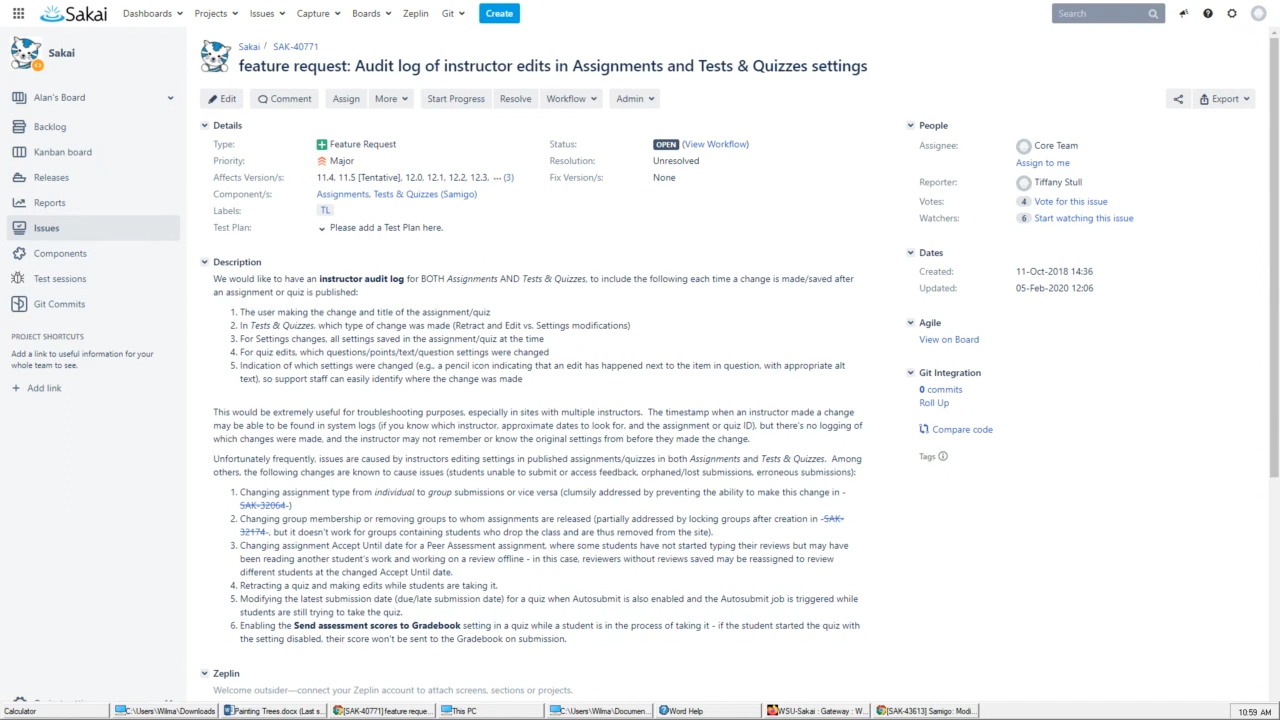 Sakai
Dashboards Projects Issues Capture Boards Zeplin Git Create Search
Sakai
Alan's Board
Backlog
Kanban board
Releases
Reports
Issues
Components
Test sessions
Git Commits
PROJECT SHORTCUTS
Add a link to useful information for your
whole team to see.
+ Add link
Sakai / SAK-40771
feature request: Audit log of instructor edits in Assignments and Tests & Quizzes settings
Edit Comment Assign More Start Progress Resolve Workflow Admin Export
Details
Type: Feature Request Status: OPEN (View Workflow)
Priority: Major Resolution: Unresolved
Affects Version/s: 11.4, 11.5 [Tentative], 12.0, 12.1, 12.2, 12.3, ... (3) Fix Version/s: None
Component/s: Assignments, Tests & Quizzes (Samigo)
Labels: TL
Test Plan: Please add a Test Plan here.
Description
We would like to have an instructor audit log for BOTH Assignments AND Tests & Quizzes, to include the following each time a change is made/saved after
an assignment or quiz is published:
1. The user making the change and title of the assignment/quiz
2. In Tests & Quizzes, which type of change was made (Retract and Edit vs. Settings modifications)
3. For Settings changes, all settings saved in the assignment/quiz at the time
4. For quiz edits, which questions/points/text/question settings were changed
5. Indication of which settings were changed (e.g., a pencil icon indicating that an edit has happened next to the item in question, with appropriate alt
text), so support staff can easily identify where the change was made
This would be extremely useful for troubleshooting purposes, especially in sites with multiple instructors. The timestamp when an instructor made a change
may be able to be found in system logs (if you know which instructor, approximate dates to look for, and the assignment or quiz ID), but there's no logging of
which changes were made, and the instructor may not remember or know the original settings from before they made the change.
Unfortunately frequently, issues are caused by instructors editing settings in published assignments/quizzes in both Assignments and Tests & Quizzes. Among
others, the following changes are known to cause issues (students unable to submit or access feedback, orphaned/lost submissions, erroneous submissions):
1. Changing assignment type from individual to group submissions or vice versa (clumsily addressed by preventing the ability to make this change in -
SAK-32064-)
2. Changing group membership or removing groups to whom assignments are released (partially addressed by locking groups after creation in -SAK-
32174-, but it doesn't work for groups containing students who drop the class and are thus removed from the site).
3. Changing assignment Accept Until date for a Peer Assessment assignment, where some students have not started typing their reviews but may have
been reading another student's work and working on a review offline - in this case, reviewers without reviews saved may be reassigned to review
different students at the changed Accept Until date.
4. Retracting a quiz and making edits while students are taking it.
5. Modifying the latest submission date (due/late submission date) for a quiz when Autosubmit is also enabled and the Autosubmit job is triggered while
students are still trying to take the quiz.
6. Enabling the Send assessment scores to Gradebook setting in a quiz while a student is in the process of taking it - if the student started the quiz with
the setting disabled, their score won't be sent to the Gradebook on submission.
Zeplin
Welcome outsider—connect your Zeplin account to attach screens, sections or projects.
People
Assignee: Core Team
Assign to me
Reporter: Tiffany Stull
Votes: 4 Vote for this issue
Watchers: 6 Start watching this issue
Dates
Created: 11-Oct-2018 14:36
Updated: 05-Feb-2020 12:06
Agile
View on Board
Git Integration
0 commits
Roll Up
Compare code
Tags
Calculator C:\Users\Wilma\Downloads Painting Trees.docx (Last s... [SAK-40771] feature reque... This PC C:\Users\Wilma\Documen... Word Help WSU-Sakai : Gateway : W... [SAK-43613] Samigo: Modi... 10:59 AM